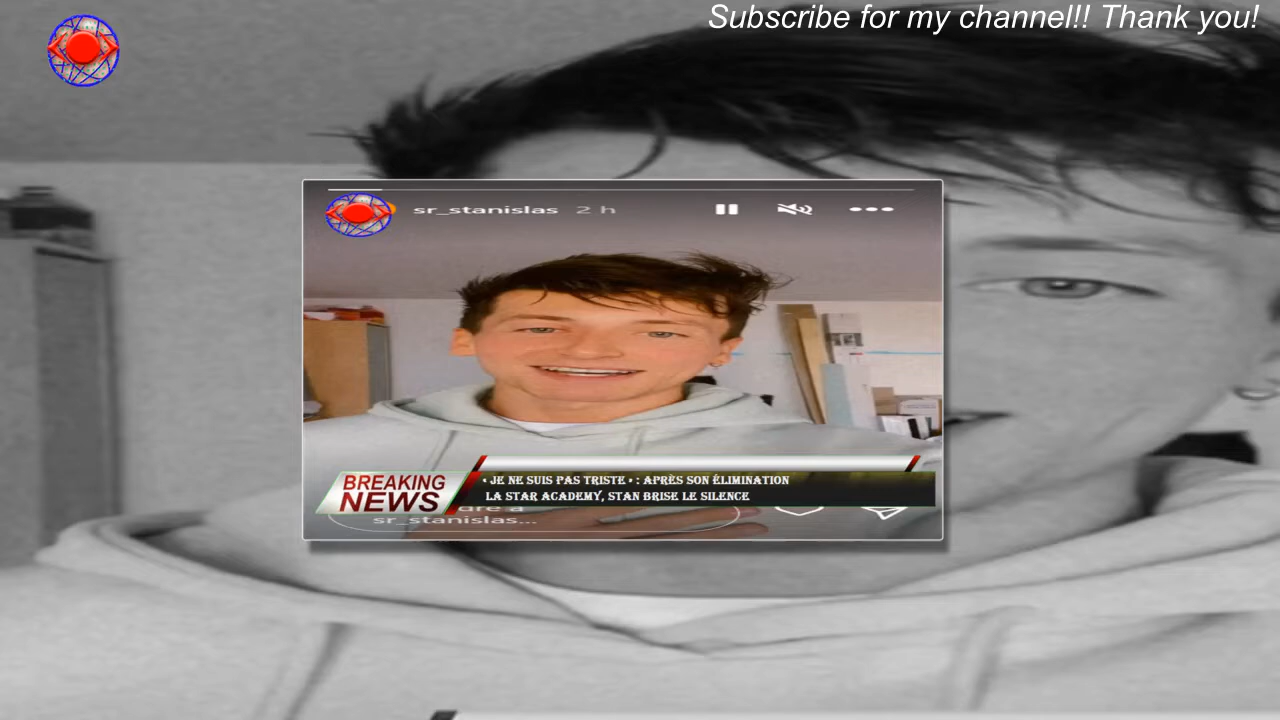 Subscribe for my channel!! Thank you!
sr_stanislas 2 h
BREAKING
NEWS
« JE NE SUIS PAS TRISTE » : APRÈS SON ÉLIMINATION
LA STAR ACADEMY, STAN BRISE LE SILENCE
sr_stanislas...